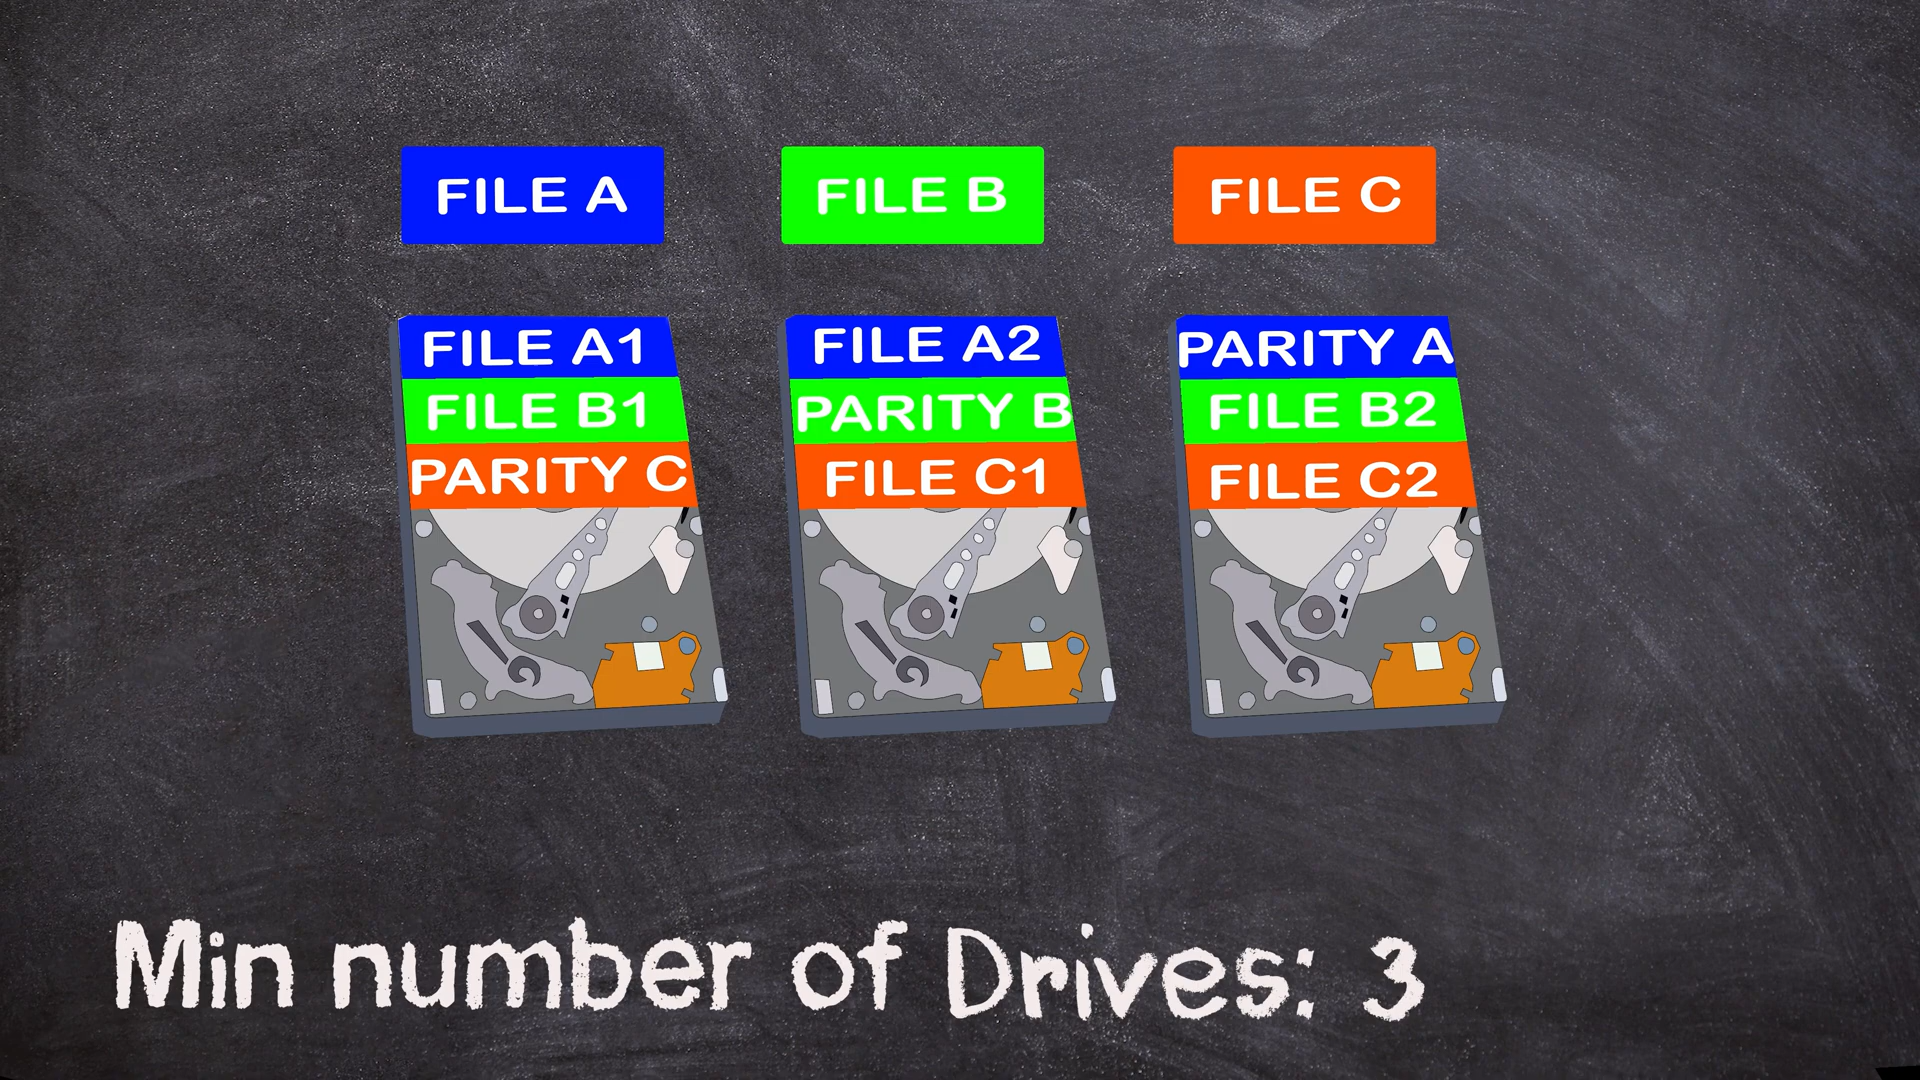 FILE A
FILE B
FILE C
FILE A1
FILE B1
PARITY C
FILE A2
PARITY B
FILE C1
PARITY A
FILE B2
FILE C2
Min number of Drives: 3